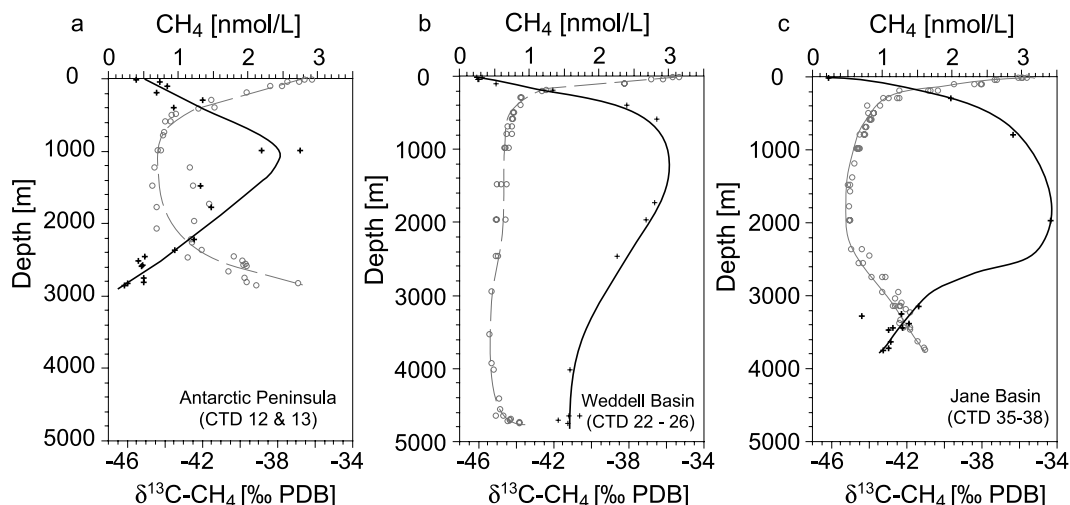 a
CH₄ [nmol/L]
0 1 2 3
Depth [m]
0
1000
2000
3000
4000
5000
Antarctic Peninsula
(CTD 12 & 13)
-46 -42 -38 -34
δ¹³C-CH₄ [‰ PDB]
b
CH₄ [nmol/L]
0 1 2 3
Depth [m]
0
1000
2000
3000
4000
5000
Weddell Basin
(CTD 22 - 26)
-46 -42 -38 -34
δ¹³C-CH₄ [‰ PDB]
c
CH₄ [nmol/L]
0 1 2 3
Depth [m]
0
1000
2000
3000
4000
5000
Jane Basin
(CTD 35-38)
-46 -42 -38 -34
δ¹³C-CH₄ [‰ PDB]